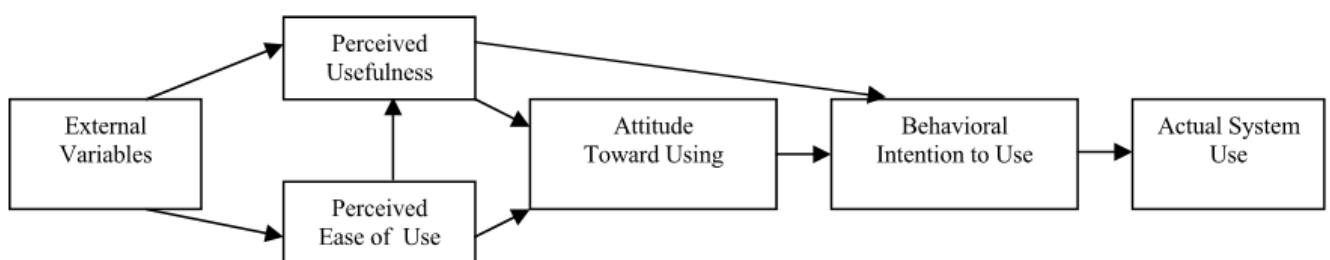 Perceived
Usefulness
External
Variables
Attitude
Toward Using
Behavioral
Intention to Use
Actual System
Use
Perceived
Ease of Use